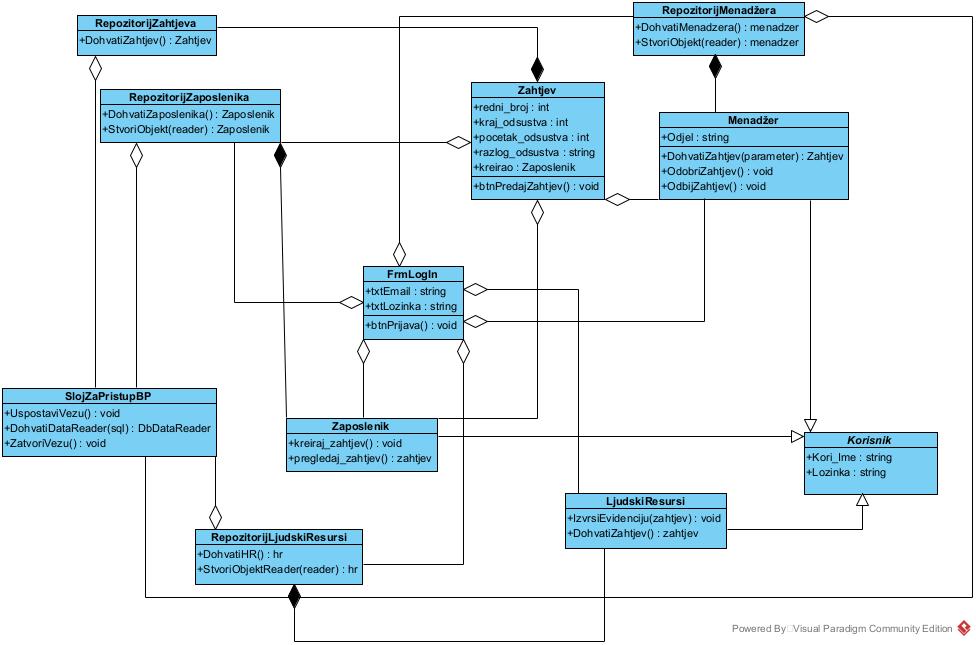 RepozitorijZahtjeva
+DohvatiZahtjev() : Zahtjev
RepozitorijMenadžera
+DohvatiMenadzera() : menadzer
+StvoriObjekt(reader) : menadzer
RepozitorijZaposlenika
+DohvatiZaposlenika() : Zaposlenik
+StvoriObjekt(reader) : Zaposlenik
Zahtjev
+redni_broj : int
+kraj_odsustva : int
+pocetak_odsustva : int
+razlog_odsustva : string
+kreirao : Zaposlenik
+btnPredajZahtjev() : void
Menadžer
+Odjel : string
+DohvatiZahtjev(parameter) : Zahtjev
+OdobriZahtjev() : void
+OdbijZahtjev() : void
FrmLogIn
+txtEmail : string
+txtLozinka : string
+btnPrijava() : void
SlojZaPristupBP
+UspostaviVezu() : void
+DohvatiDataReader(sql) : DbDataReader
+ZatvoriVezu() : void
Zaposlenik
+kreiraj_zahtjev() : void
+pregledaj_zahtjev() : zahtjev
Korisnik
+Kori_Ime : string
+Lozinka : string
LjudskiResursi
+IzvrsiEvidenciju(zahtjev) : void
+DohvatiZahtjev() : zahtjev
RepozitorijLjudskiResursi
+DohvatiHR() : hr
+StvoriObjektReader(reader) : hr
Powered By Visual Paradigm Community Edition